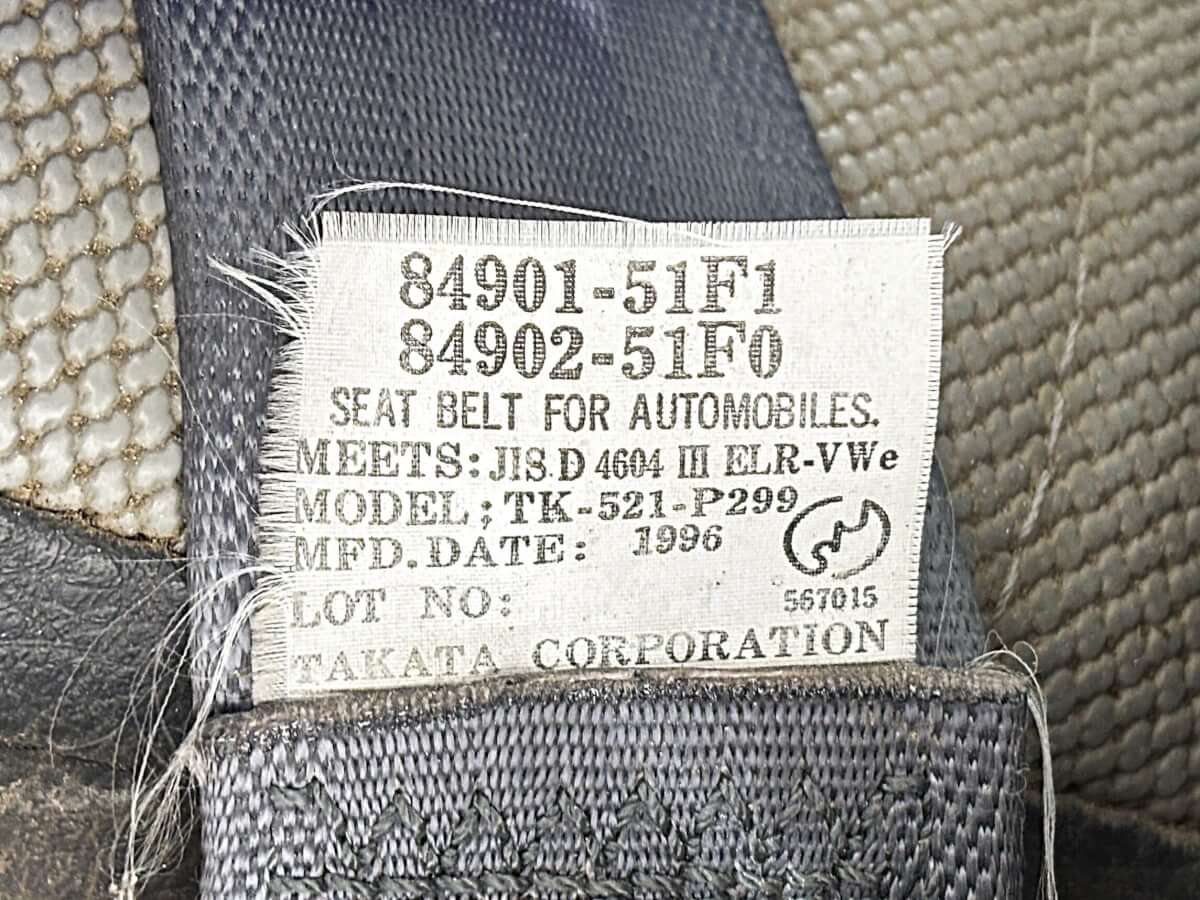 84901-51F1
84902-51F0
SEAT BELT FOR AUTOMOBILES.
MEETS: JIS.D 4604 III ELR-VWe
MODEL; TK-521-P299
MFD.DATE: 1996
LOT NO: 567015
TAKATA CORPORATION